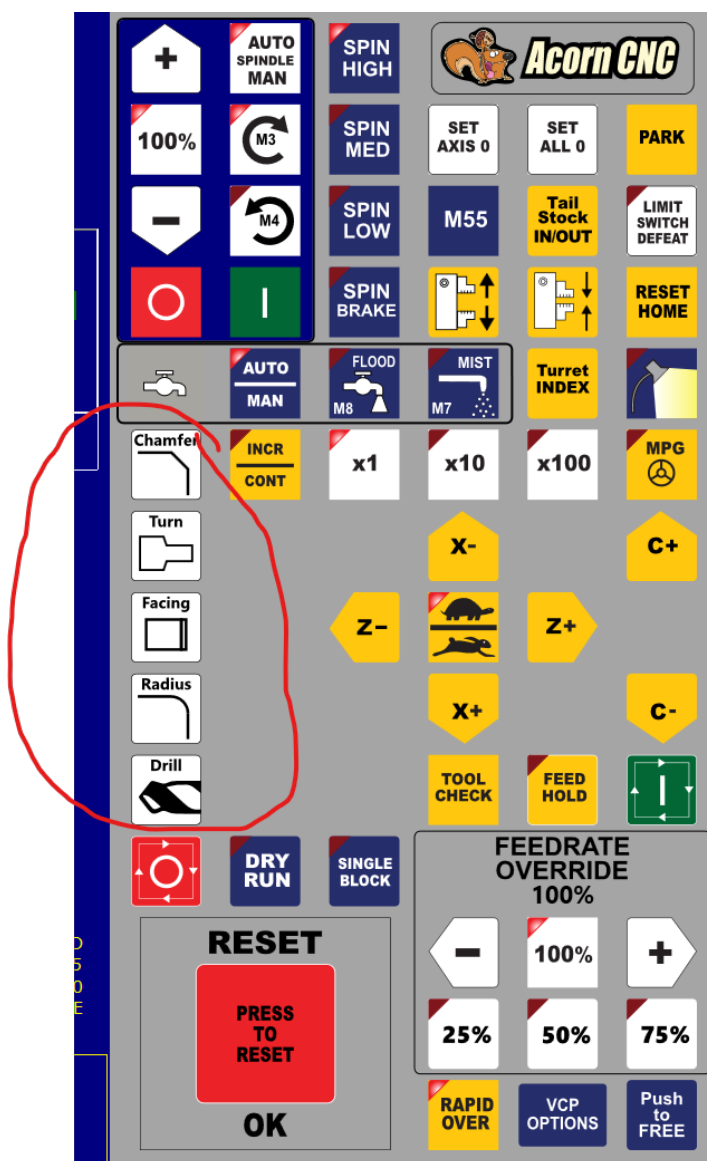 AUTO
SPINDLE
MAN
SPIN
HIGH
Acorn CNC
100%
M3
SPIN
MED
SET
AXIS 0
SET
ALL 0
PARK
M4
SPIN
LOW
M55
Tail
Stock
IN/OUT
LIMIT
SWITCH
DEFEAT
SPIN
BRAKE
RESET
HOME
AUTO
MAN
FLOOD
M8
MIST
M7
Turret
INDEX
Chamfer
INCR
CONT
x1
x10
x100
MPG
Turn
X-
C+
Facing
Z-
Z+
Radius
X+
C-
Drill
TOOL
CHECK
FEED
HOLD
DRY
RUN
SINGLE
BLOCK
FEEDRATE
OVERRIDE
100%
RESET
PRESS
TO
RESET
OK
- 
100%
+
25%
50%
75%
RAPID
OVER
VCP
OPTIONS
Push
to
FREE